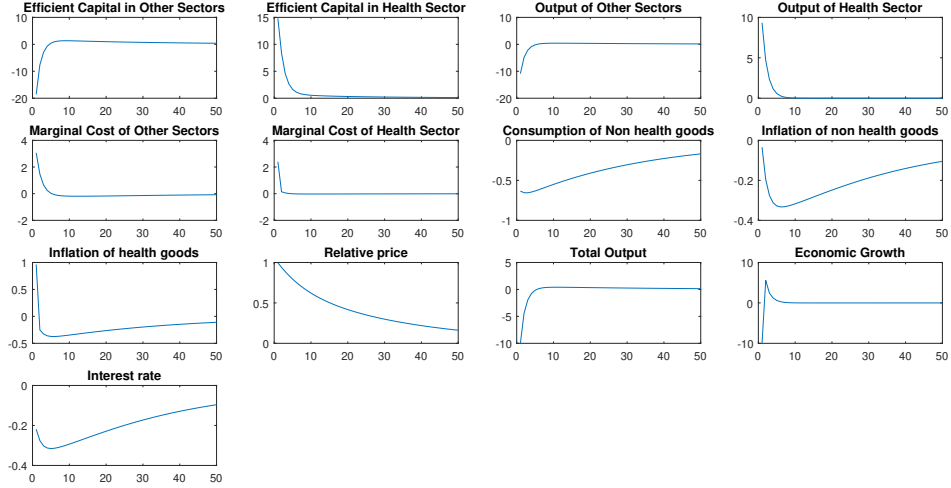 Efficient Capital in Other Sectors
10
0
-10
-20
0 10 20 30 40 50
Efficient Capital in Health Sector
15
10
5
0
0 10 20 30 40 50
Output of Other Sectors
10
0
-10
-20
0 10 20 30 40 50
Output of Health Sector
10
5
0
0 10 20 30 40 50
Marginal Cost of Other Sectors
4
2
0
-2
0 10 20 30 40 50
Marginal Cost of Health Sector
4
2
0
-2
0 10 20 30 40 50
Consumption of Non health goods
0
-0.5
-1
0 10 20 30 40 50
Inflation of non health goods
0
-0.2
-0.4
0 10 20 30 40 50
Inflation of health goods
1
0.5
0
-0.5
0 10 20 30 40 50
Relative price
1
0.5
0
0 10 20 30 40 50
Total Output
5
0
-5
-10
0 10 20 30 40 50
Economic Growth
10
0
-10
0 10 20 30 40 50
Interest rate
0
-0.2
-0.4
0 10 20 30 40 50